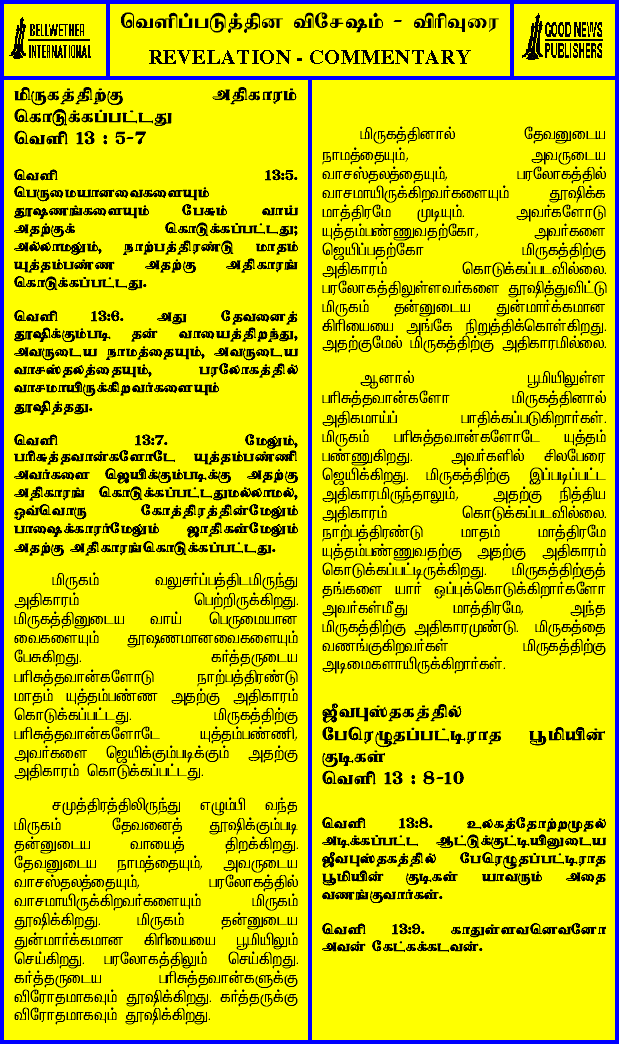 BELLWETHER
INTERNATIONAL
வெளிப்படுத்தின விசேஷம் - விரிவுரை
REVELATION - COMMENTARY
GOOD NEWS
PUBLISHERS
மிருகத்திற்கு அதிகாரம்
கொடுக்கப்பட்டது
வெளி 13 : 5-7
வெளி 13:5.
பெருமையானவைகளையும்
தூஷணங்களையும் பேசும் வாய்
அதற்குக் கொடுக்கப்பட்டது;
அல்லாமலும், நாற்பத்திரண்டு மாதம்
யுத்தம்பண்ண அதற்கு அதிகாரங்
கொடுக்கப்பட்டது.
வெளி 13:6. அது தேவனைத்
தூஷிக்கும்படி தன் வாயைத்திறந்து,
அவருடைய நாமத்தையும், அவருடைய
வாசஸ்தலத்தையும், பரலோகத்தில்
வாசமாயிருக்கிறவர்களையும்
தூஷித்தது.
வெளி 13:7. மேலும்,
பரிசுத்தவான்களோடே யுத்தம்பண்ணி
அவர்களை ஜெயிக்கும்படிக்கு அதற்கு
அதிகாரங் கொடுக்கப்பட்டதுமல்லாமல்,
ஒவ்வொரு கோத்திரத்தின்மேலும்
பாஷைக்காரர்மேலும் ஜாதிகள்மேலும்
அதற்கு அதிகாரங்கொடுக்கப்பட்டது.
மிருகம் வலுசர்ப்பத்திடமிருந்து
அதிகாரம் பெற்றிருக்கிறது.
மிருகத்தினுடைய வாய் பெருமையான
வைகளையும் தூஷணமானவைகளையும்
பேசுகிறது. கர்த்தருடைய
பரிசுத்தவான்களோடு நாற்பத்திரண்டு
மாதம் யுத்தம்பண்ண அதற்கு அதிகாரம்
கொடுக்கப்பட்டது. மிருகத்திற்கு
பரிசுத்தவான்களோடே யுத்தம்பண்ணி,
அவர்களை ஜெயிக்கும்படிக்கும் அதற்கு
அதிகாரம் கொடுக்கப்பட்டது.
சமுத்திரத்திலிருந்து எழும்பி வந்த
மிருகம் தேவனைத் தூஷிக்கும்படி
தன்னுடைய வாயைத் திறக்கிறது.
தேவனுடைய நாமத்தையும், அவருடைய
வாசஸ்தலத்தையும், பரலோகத்தில்
வாசமாயிருக்கிறவர்களையும் மிருகம்
தூஷிக்கிறது. மிருகம் தன்னுடைய
துன்மார்க்கமான கிரியையை பூமியிலும்
செய்கிறது. பரலோகத்திலும் செய்கிறது.
கர்த்தருடைய பரிசுத்தவான்களுக்கு
விரோதமாகவும் தூஷிக்கிறது. கர்த்தருக்கு
விரோதமாகவும் தூஷிக்கிறது.
மிருகத்தினால் தேவனுடைய
நாமத்தையும், அவருடைய
வாசஸ்தலத்தையும், பரலோகத்தில்
வாசமாயிருக்கிறவர்களையும் தூஷிக்க
மாத்திரமே முடியும். அவர்களோடு
யுத்தம்பண்ணுவதற்கோ, அவர்களை
ஜெயிப்பதற்கோ மிருகத்திற்கு
அதிகாரம் கொடுக்கப்படவில்லை.
பரலோகத்திலுள்ளவர்களை தூஷித்துவிட்டு
மிருகம் தன்னுடைய துன்மார்க்கமான
கிரியையை அங்கே நிறுத்திக்கொள்கிறது.
அதற்குமேல் மிருகத்திற்கு அதிகாரமில்லை.
ஆனால் பூமியிலுள்ள
பரிசுத்தவான்களோ மிருகத்தினால்
அதிகமாய்ப் பாதிக்கப்படுகிறார்கள்.
மிருகம் பரிசுத்தவான்களோடே யுத்தம்
பண்ணுகிறது. அவர்களில் சிலபேரை
ஜெயிக்கிறது. மிருகத்திற்கு இப்படிப்பட்ட
அதிகாரமிருந்தாலும், அதற்கு நித்திய
அதிகாரம் கொடுக்கப்படவில்லை.
நாற்பத்திரண்டு மாதம் மாத்திரமே
யுத்தம்பண்ணுவதற்கு அதற்கு அதிகாரம்
கொடுக்கப்பட்டிருக்கிறது. மிருகத்திற்குத்
தங்களை யார் ஒப்புக்கொடுக்கிறார்களோ
அவர்கள்மீது மாத்திரமே, அந்த
மிருகத்திற்கு அதிகாரமுண்டு. மிருகத்தை
வணங்குகிறவர்கள் மிருகத்திற்கு
அடிமைகளாயிருக்கிறார்கள்.
ஜீவபுஸ்தகத்தில்
பேரெழுதப்பட்டிராத பூமியின்
குடிகள்
வெளி 13 : 8-10
வெளி 13:8. உலகத்தோற்றமுதல்
அடிக்கப்பட்ட ஆட்டுக்குட்டியினுடைய
ஜீவபுஸ்தகத்தில் பேரெழுதப்பட்டிராத
பூமியின் குடிகள் யாவரும் அதை
வணங்குவார்கள்.
வெளி 13:9. காதுள்ளவனெவனோ
அவன் கேட்கக்கடவன்.